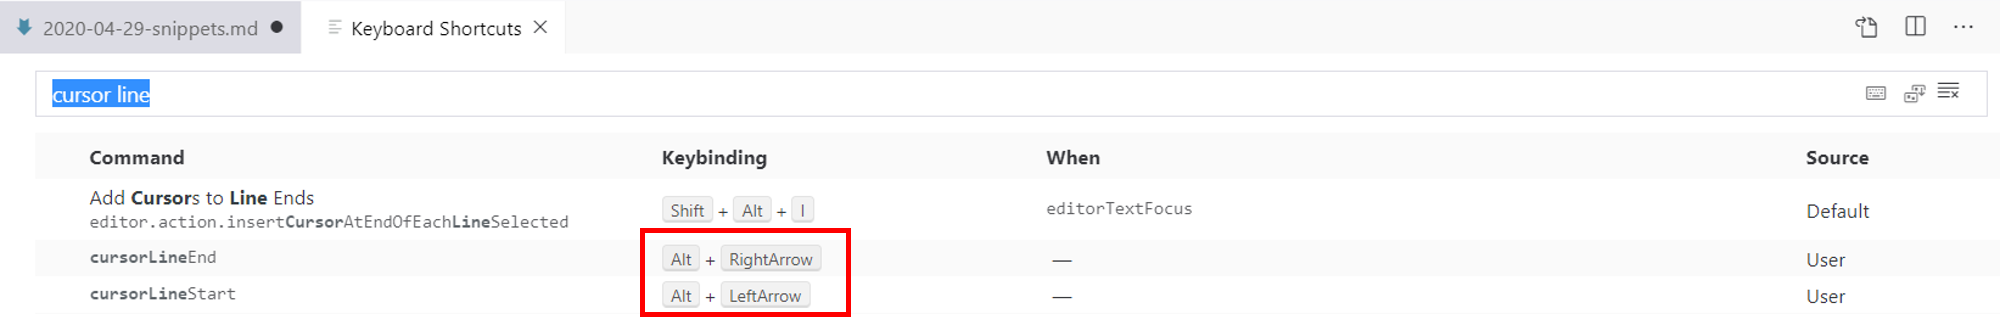 2020-04-29-snippets.md
Keyboard Shortcuts
cursor line
Command Keybinding When Source
Add Cursors to Line Ends
editor.action.insertCursorAtEndOfEachLineSelected
Shift + Alt + I editorTextFocus Default
cursorLineEnd Alt + RightArrow — User
cursorLineStart Alt + LeftArrow — User